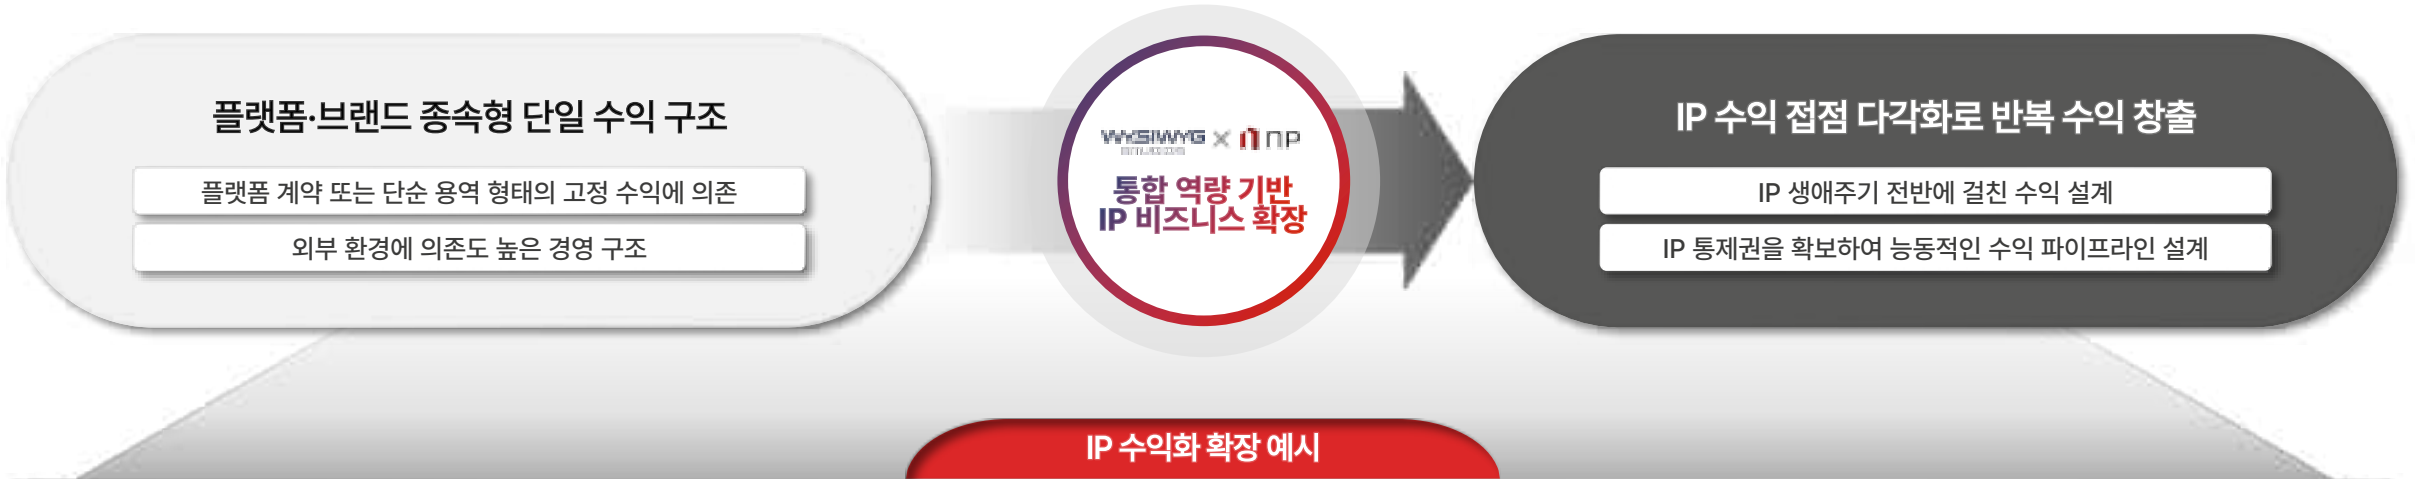 플랫폼·브랜드 종속형 단일 수익 구조
플랫폼 계약 또는 단순 용역 형태의 고정 수익에 의존
외부 환경에 의존도 높은 경영 구조
WYSIWYG × np
통합 역량 기반
IP 비즈니스 확장
IP 수익 접점 다각화로 반복 수익 창출
IP 생애주기 전반에 걸친 수익 설계
IP 통제권을 확보하여 능동적인 수익 파이프라인 설계
IP 수익화 확장 예시